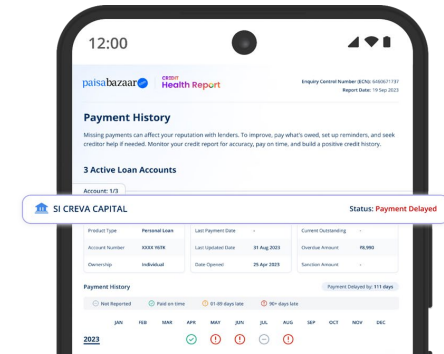 12:00
paisabazaar
CREDIT
Health Report
Enquiry Control Number (ECN): 6460671737
Report Date: 19 Sep 2023
Payment History
Missing payments can affect your reputation with lenders. To improve, pay what's owed, set up reminders, and seek
creditor help if needed. Monitor your credit report for accuracy, pay on time, and build a positive credit history.
3 Active Loan Accounts
Account: 1/3
SI CREVA CAPITAL
Status: Payment Delayed
Product Type Personal Loan Last Payment Date - Current Outstanding -
Account Number XXXX Last Updated Date 31 Aug 2023 Overdue Amount ₹8,990
Ownership Individual Date Opened 25 Apr 2023 Sanction Amount -
Payment History
Payment Delayed by: 111 days
Not Reported Paid on time 01-89 days late 90+ days late
JAN FEB MAR APR MAY JUN JUL AUG SEP OCT NOV DEC
2023